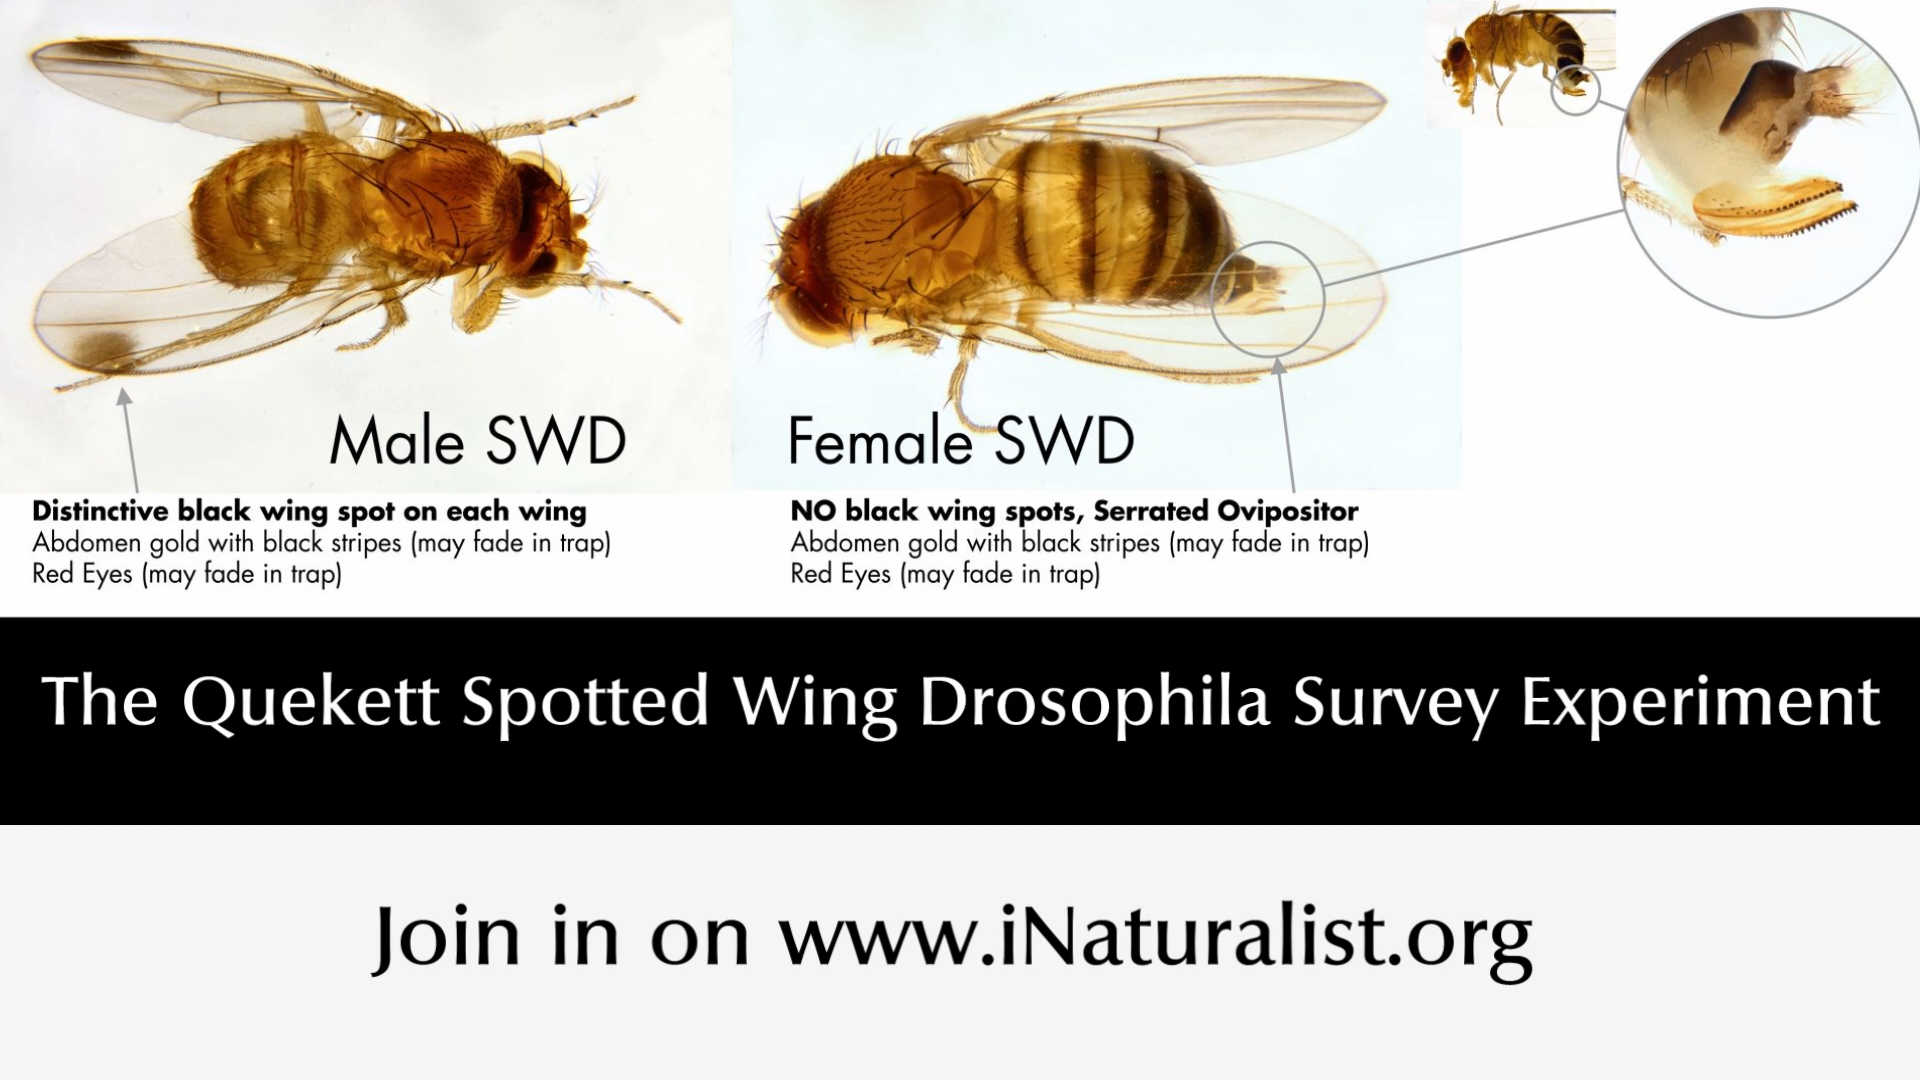 Male SWD
Distinctive black wing spot on each wing
Abdomen gold with black stripes (may fade in trap)
Red Eyes (may fade in trap)
Female SWD
NO black wing spots, Serrated Ovipositor
Abdomen gold with black stripes (may fade in trap)
Red Eyes (may fade in trap)
The Quekett Spotted Wing Drosophila Survey Experiment
Join in on www.iNaturalist.org